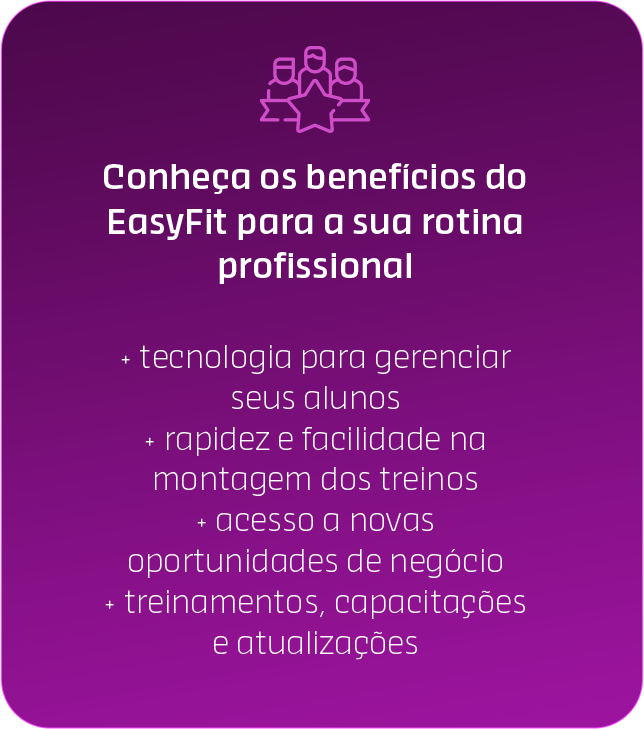 Conheça os benefícios do
EasyFit para a sua rotina
profissional
+ tecnologia para gerenciar
seus alunos
+ rapidez e facilidade na
montagem dos treinos
+ acesso a novas
oportunidades de negócio
+ treinamentos, capacitações
e atualizações